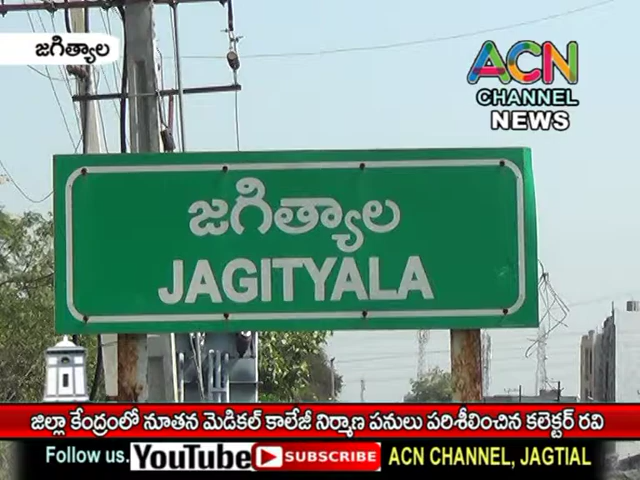 జగిత్యాల
ACN
CHANNEL
NEWS
జగిత్యాల
JAGITYALA
జిల్లా కేంద్రంలో నూతన మెడికల్ కాలేజీ నిర్మాణ పనులు పరిశీలించిన కలెక్టర్ రవి
Follow us. YouTube SUBSCRIBE ACN CHANNEL, JAGTIAL